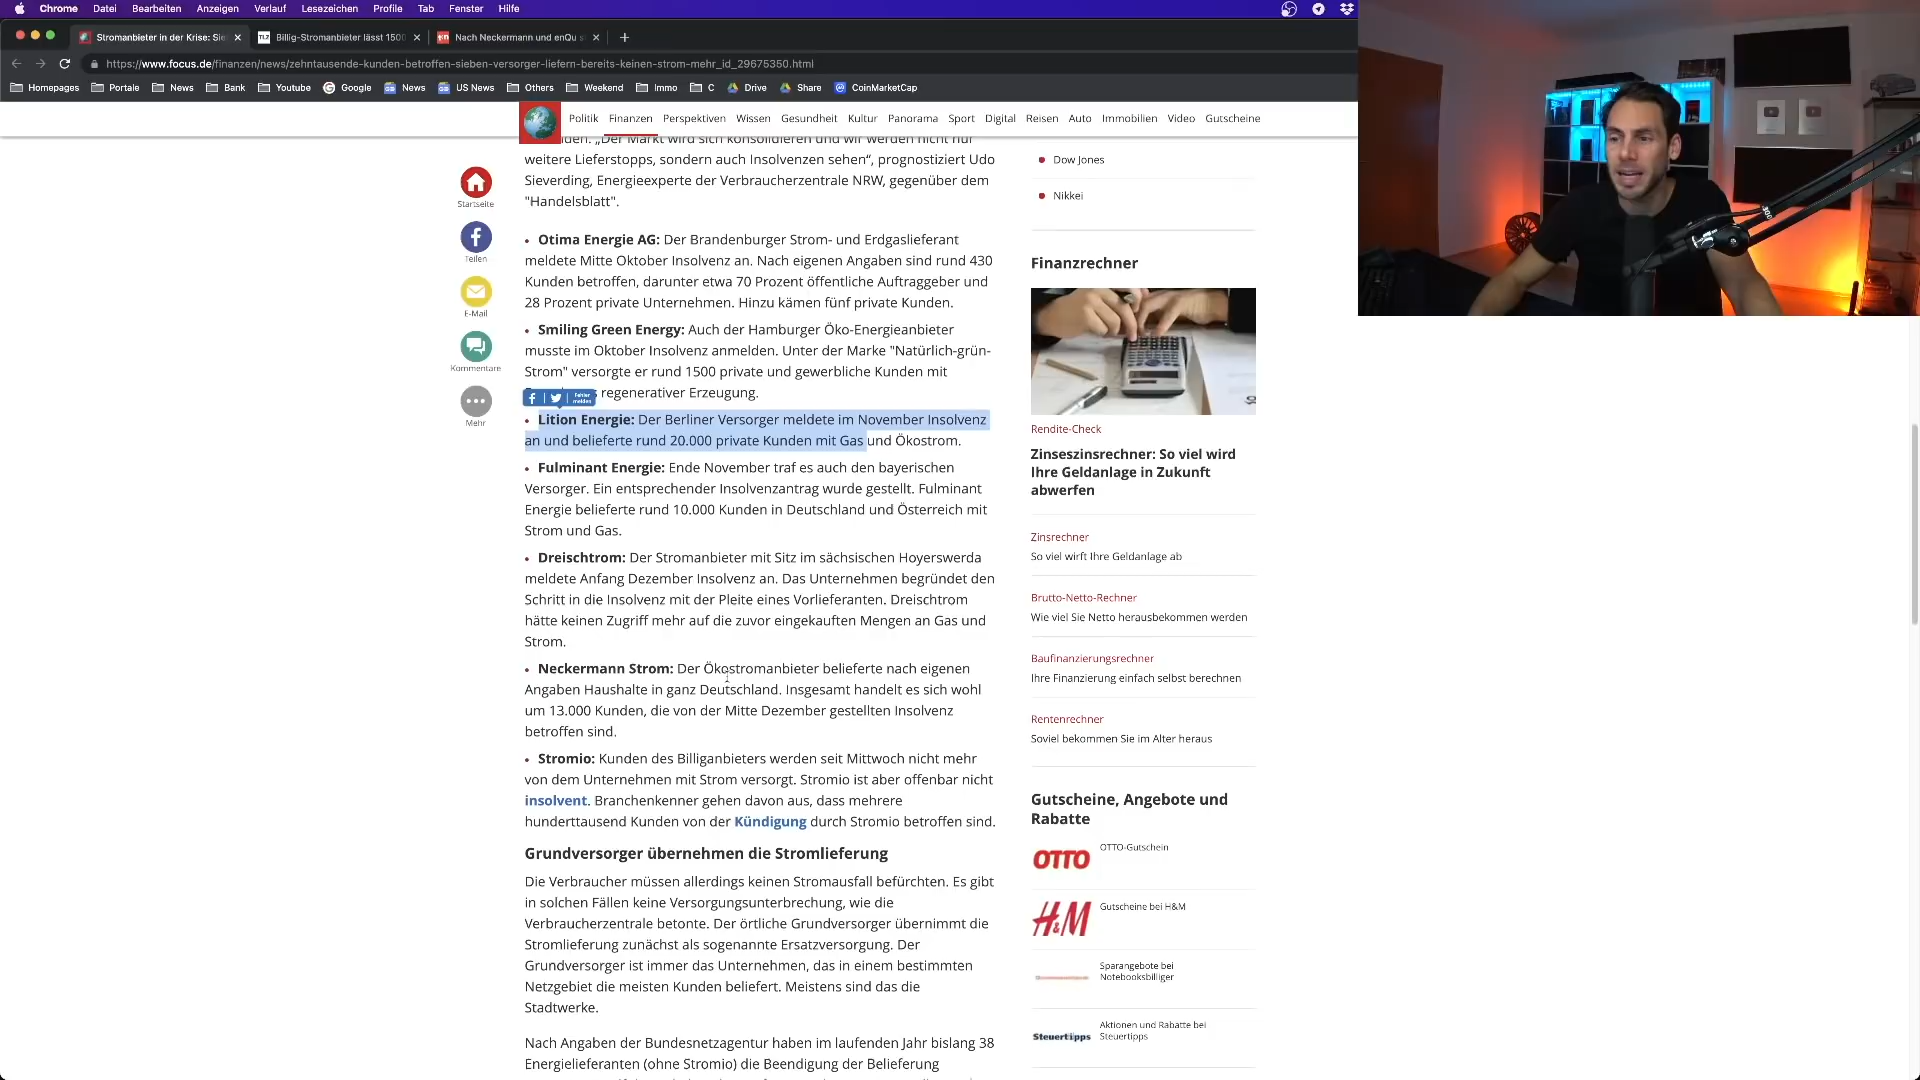 Chrome Datei Bearbeiten Anzeigen Verlauf Lesezeichen Profile Tab Fenster Hilfe
Stromanbieter in der Krise: Sie
TLZ Billig-Stromanbieter lässt 1500
kn Nach Neckermann und enQu s
https://www.focus.de/finanzen/news/zehntausende-kunden-betroffen-sieben-versorger-liefern-bereits-keinen-strom-mehr_id_29675350.html
Homepages Portale News Bank Youtube Google News US News Others Weekend Immo C Drive Share CoinMarketCap
Politik Finanzen Perspektiven Wissen Gesundheit Kultur Panorama Sport Digital Reisen Auto Immobilien Video Gutscheine
„Der Markt wird sich konsolidieren und wir werden nicht nur
weitere Lieferstopps, sondern auch Insolvenzen sehen“, prognostiziert Udo
Sieverding, Energieexperte der Verbraucherzentrale NRW, gegenüber dem
"Handelsblatt".
• Otima Energie AG: Der Brandenburger Strom- und Erdgaslieferant
meldete Mitte Oktober Insolvenz an. Nach eigenen Angaben sind rund 430
Kunden betroffen, darunter etwa 70 Prozent öffentliche Auftraggeber und
28 Prozent private Unternehmen. Hinzu kämen fünf private Kunden.
• Smiling Green Energy: Auch der Hamburger Öko-Energieanbieter
musste im Oktober Insolvenz anmelden. Unter der Marke "Natürlich-grün-
Strom" versorgte er rund 1500 private und gewerbliche Kunden mit
regenerativer Erzeugung.
Fehler
melden
• Lition Energie: Der Berliner Versorger meldete im November Insolvenz
an und belieferte rund 20.000 private Kunden mit Gas und Ökostrom.
• Fulminant Energie: Ende November traf es auch den bayerischen
Versorger. Ein entsprechender Insolvenzantrag wurde gestellt. Fulminant
Energie belieferte rund 10.000 Kunden in Deutschland und Österreich mit
Strom und Gas.
• Dreischtrom: Der Stromanbieter mit Sitz im sächsischen Hoyerswerda
meldete Anfang Dezember Insolvenz an. Das Unternehmen begründet den
Schritt in die Insolvenz mit der Pleite eines Vorlieferanten. Dreischtrom
hätte keinen Zugriff mehr auf die zuvor eingekauften Mengen an Gas und
Strom.
• Neckermann Strom: Der Ökostromanbieter belieferte nach eigenen
Angaben Haushalte in ganz Deutschland. Insgesamt handelt es sich wohl
um 13.000 Kunden, die von der Mitte Dezember gestellten Insolvenz
betroffen sind.
• Stromio: Kunden des Billiganbieters werden seit Mittwoch nicht mehr
von dem Unternehmen mit Strom versorgt. Stromio ist aber offenbar nicht
insolvent. Branchenkenner gehen davon aus, dass mehrere
hunderttausend Kunden von der Kündigung durch Stromio betroffen sind.
Grundversorger übernehmen die Stromlieferung
Die Verbraucher müssen allerdings keinen Stromausfall befürchten. Es gibt
in solchen Fällen keine Versorgungsunterbrechung, wie die
Verbraucherzentrale betonte. Der örtliche Grundversorger übernimmt die
Stromlieferung zunächst als sogenannte Ersatzversorgung. Der
Grundversorger ist immer das Unternehmen, das in einem bestimmten
Netzgebiet die meisten Kunden beliefert. Meistens sind das die
Stadtwerke.
Nach Angaben der Bundesnetzagentur haben im laufenden Jahr bislang 38
Energielieferanten (ohne Stromio) die Beendigung der Belieferung
Startseite
Teilen
E-Mail
Kommentare
Mehr
• Dow Jones
• Nikkei
Finanzrechner
Rendite-Check
Zinseszinsrechner: So viel wird
Ihre Geldanlage in Zukunft
abwerfen
Zinsrechner
So viel wirft Ihre Geldanlage ab
Brutto-Netto-Rechner
Wie viel Sie Netto herausbekommen werden
Baufinanzierungsrechner
Ihre Finanzierung einfach selbst berechnen
Rentenrechner
Soviel bekommen Sie im Alter heraus
Gutscheine, Angebote und
Rabatte
OTTO
OTTO-Gutschein
H&M
Gutscheine bei H&M
Sparangebote bei
Notebooksbilliger
Steuertipps
Aktionen und Rabatte bei
Steuertipps